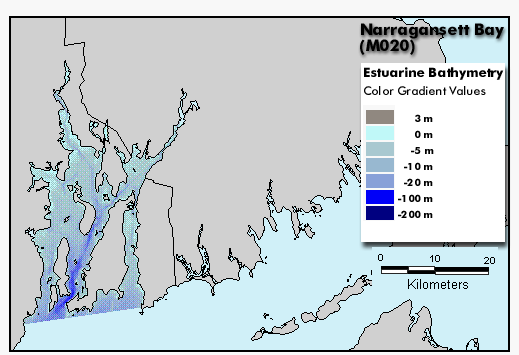 Narragansett Bay
(M020)
Estuarine Bathymetry
Color Gradient Values
3 m
0 m
-5 m
-10 m
-20 m
-100 m
-200 m
0 10 20
Kilometers